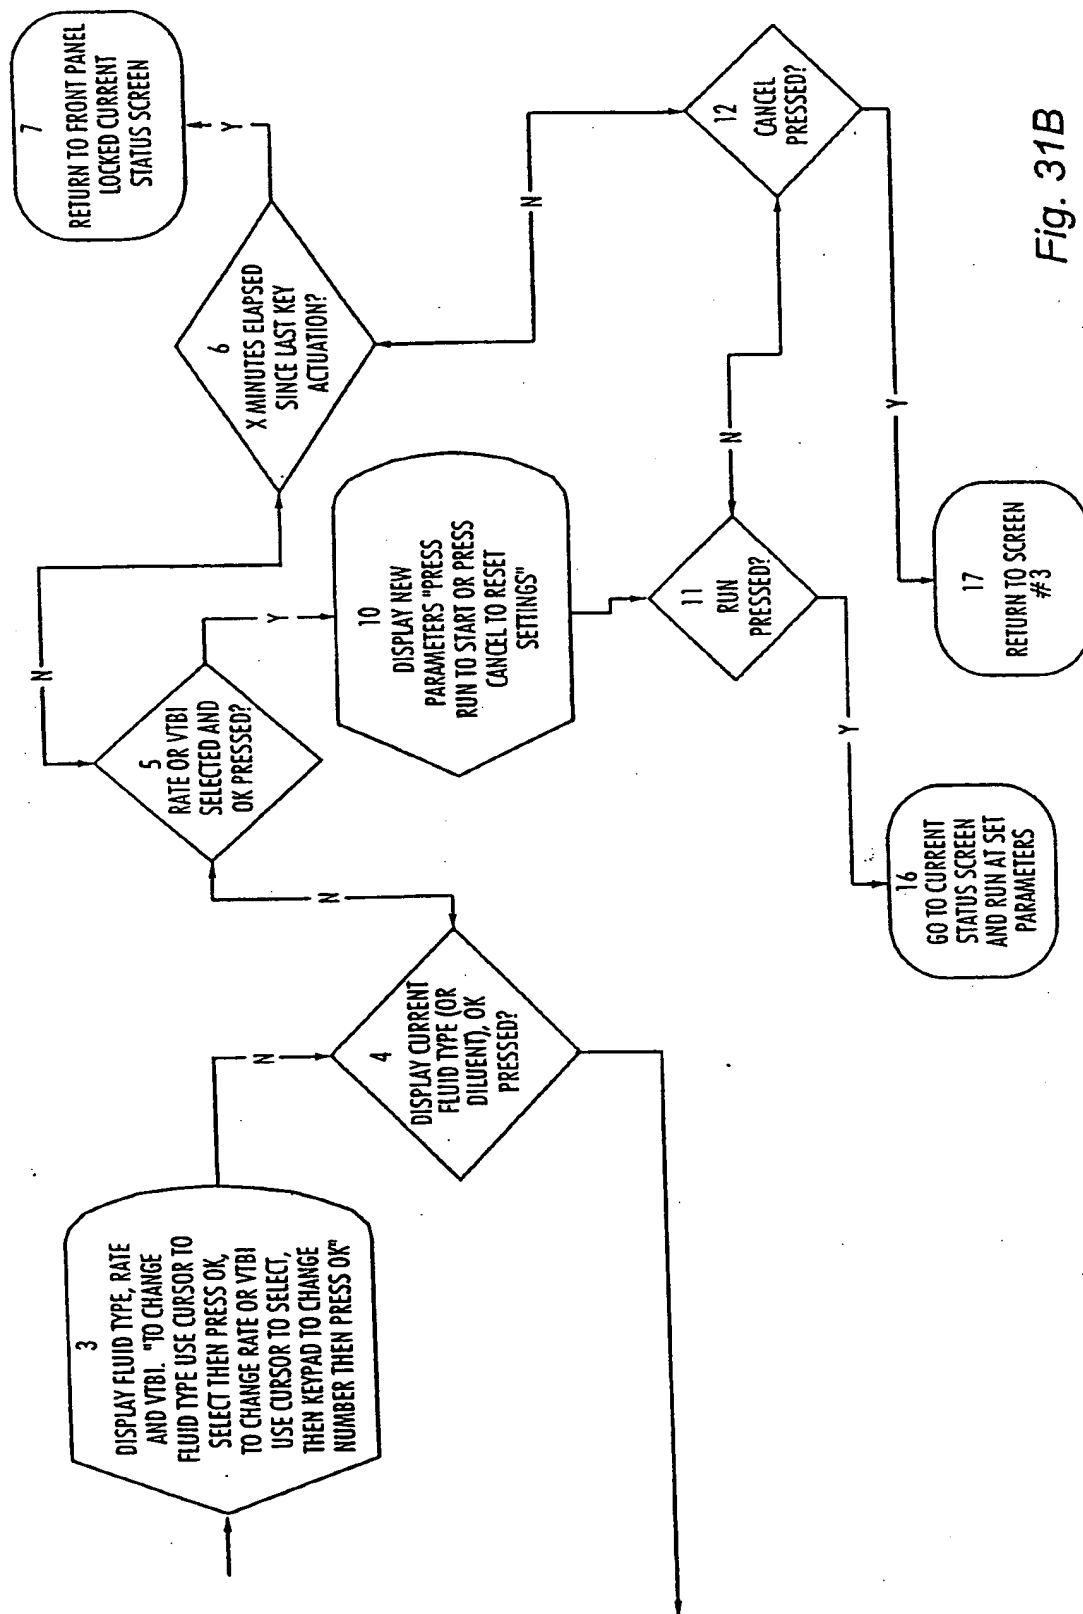 3
DISPLAY FLUID TYPE, RATE
AND VTBI. "TO CHANGE
FLUID TYPE USE CURSOR TO
SELECT THEN PRESS OK,
TO CHANGE RATE OR VTBI
USE CURSOR TO SELECT,
THEN KEYPAD TO CHANGE
NUMBER THEN PRESS OK"
N
4
DISPLAY CURRENT
FLUID TYPE (OR
DILUENT), OK
PRESSED?
N
5
RATE OR VTBI
SELECTED AND
OK PRESSED?
N
Y
6
X MINUTES ELAPSED
SINCE LAST KEY
ACTUATION?
Y
7
RETURN TO FRONT PANEL
LOCKED CURRENT
STATUS SCREEN
N
10
DISPLAY NEW
PARAMETERS "PRESS
RUN TO START OR PRESS
CANCEL TO RESET
SETTINGS"
11
RUN
PRESSED?
N
Y
12
CANCEL
PRESSED?
Y
16
GO TO CURRENT
STATUS SCREEN
AND RUN AT SET
PARAMETERS
17
RETURN TO SCREEN
#3
Fig. 31B